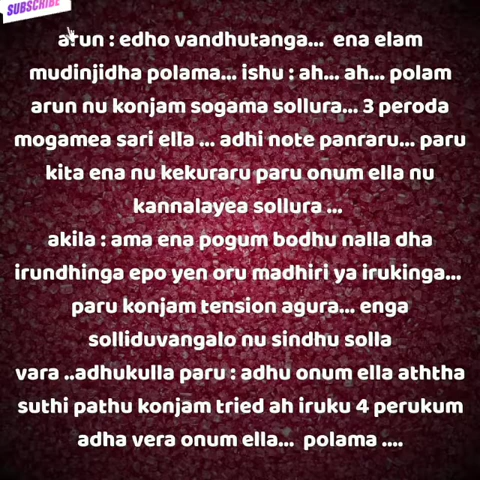 SUBSCRIBE
arun : edho vandhutanga... ena elam
mudinjidha polama... ishu : ah... ah... polam
arun nu konjam sogama sollura... 3 peroda
mogamea sari ella ... adhi note panraru... paru
kita ena nu kekuraru paru onum ella nu
kannalayea sollura ...
akila : ama ena pogum bodhu nalla dha
irundhinga epo yen oru madhiri ya irukinga...
paru konjam tension agura... enga
solliduvangalo nu sindhu solla
vara ..adhukulla paru : adhu onum ella aththa
suthi pathu konjam tried ah iruku 4 perukum
adha vera onum ella... polama ....